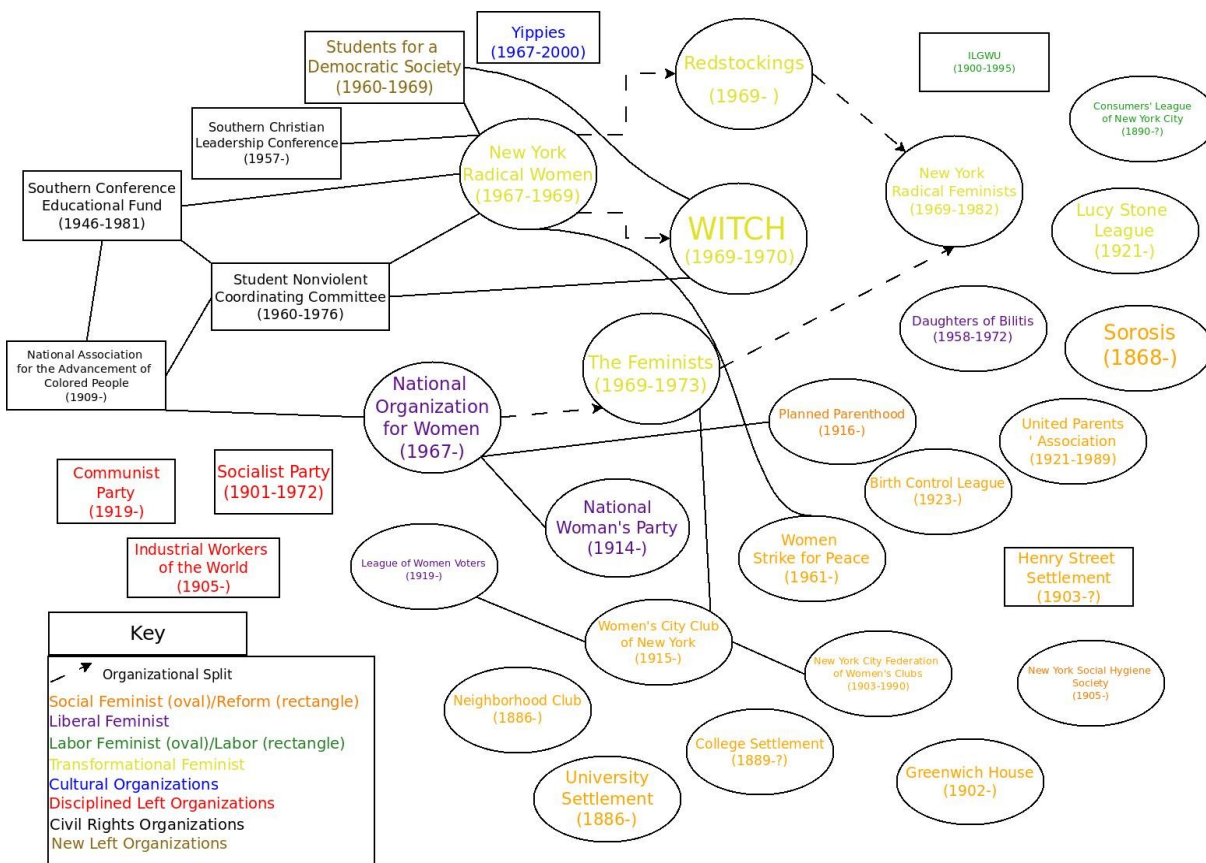 Students for a
Democratic Society
(1960-1969)
Yippies
(1967-2000)
Redstockings
(1969- )
ILGWU
(1900-1995)
Consumers' League
of New York City
(1890-?)
Southern Christian
Leadership Conference
(1957-)
New York
Radical Women
(1967-1969)
New York
Radical Feminists
(1969-1982)
Southern Conference
Educational Fund
(1946-1981)
WITCH
(1969-1970)
Lucy Stone
League
(1921-)
Student Nonviolent
Coordinating Committee
(1960-1976)
Daughters of Bilitis
(1958-1972)
Sorosis
(1868-)
National Association
for the Advancement of
Colored People
(1909-)
The Feminists
(1969-1973)
National
Organization
for Women
(1967-)
Planned Parenthood
(1916-)
United Parents
' Association
(1921-1989)
Communist
Party
(1919-)
Socialist Party
(1901-1972)
Birth Control League
(1923-)
National
Woman's Party
(1914-)
Women
Strike for Peace
(1961-)
Industrial Workers
of the World
(1905-)
League of Women Voters
(1919-)
Henry Street
Settlement
(1903-?)
Women's City Club
of New York
(1915-)
New York City Federation
of Women's Clubs
(1903-1990)
New York Social Hygiene
Society
(1905-)
Neighborhood Club
(1886-)
College Settlement
(1889-?)
University
Settlement
(1886-)
Greenwich House
(1902-)
Key
Organizational Split
Social Feminist (oval)/Reform (rectangle)
Liberal Feminist
Labor Feminist (oval)/Labor (rectangle)
Transformational Feminist
Cultural Organizations
Disciplined Left Organizations
Civil Rights Organizations
New Left Organizations